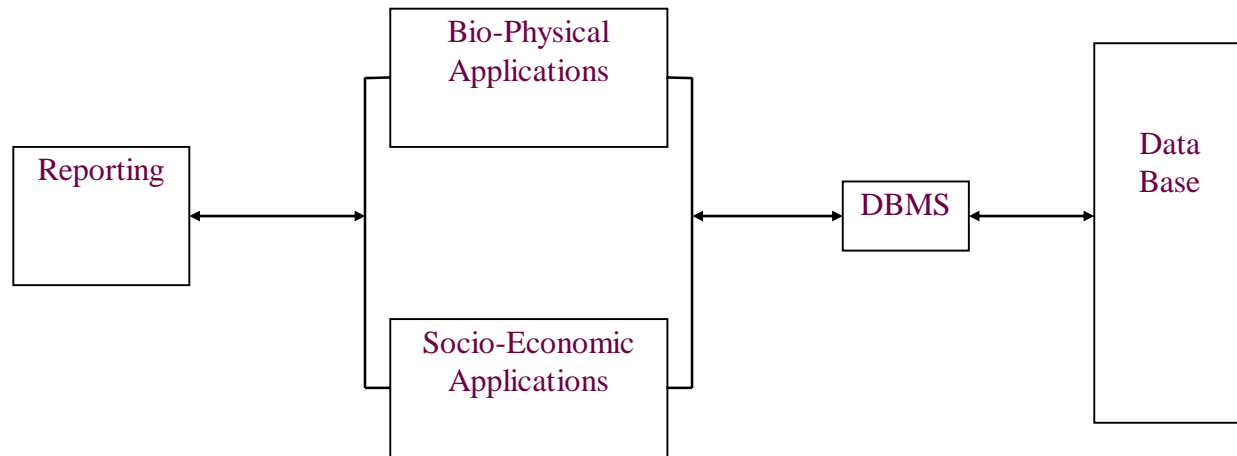 Reporting
Bio-Physical
Applications
Socio-Economic
Applications
DBMS
Data
Base